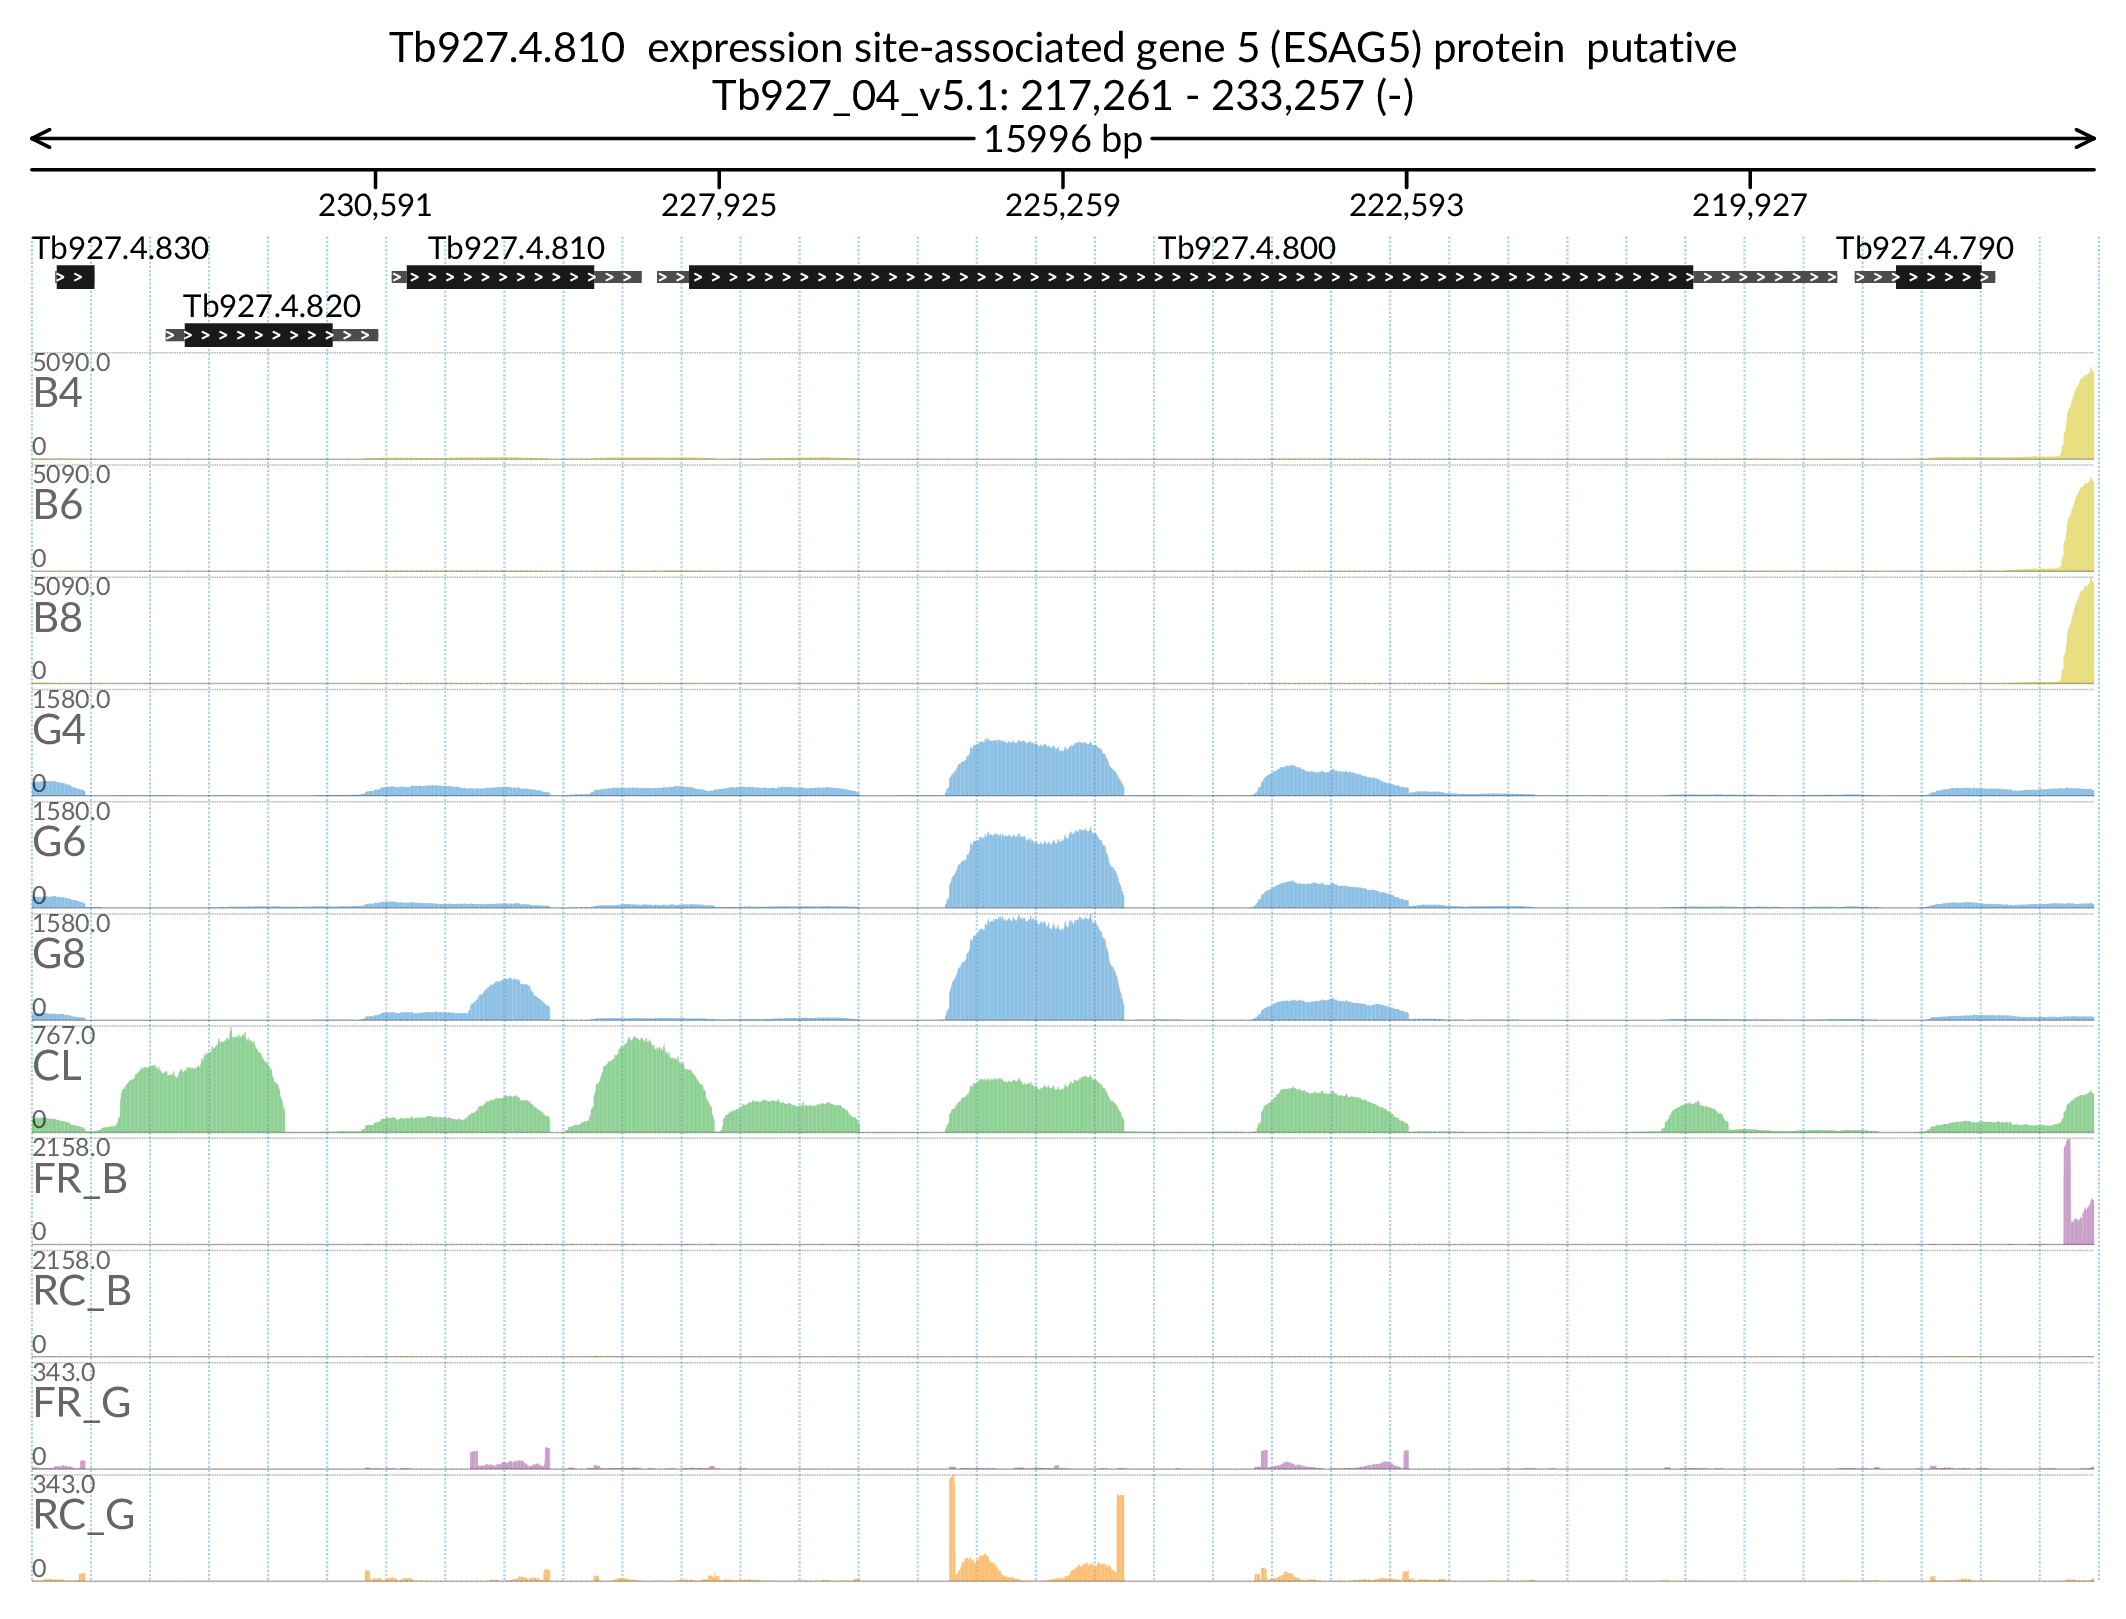 Tb927.4.810  expression site-associated gene 5 (ESAG5) protein  putative
Tb927_04_v5.1: 217,261 - 233,257 (-)
15996 bp
230,591 227,925 225,259 222,593 219,927
Tb927.4.830 Tb927.4.810 Tb927.4.800 Tb927.4.790
Tb927.4.820
5090.0
B4
0
5090.0
B6
0
5090.0
B8
0
1580.0
G4
0
1580.0
G6
0
1580.0
G8
0
767.0
CL
0
2158.0
FR_B
0
2158.0
RC_B
0
343.0
FR_G
0
343.0
RC_G
0